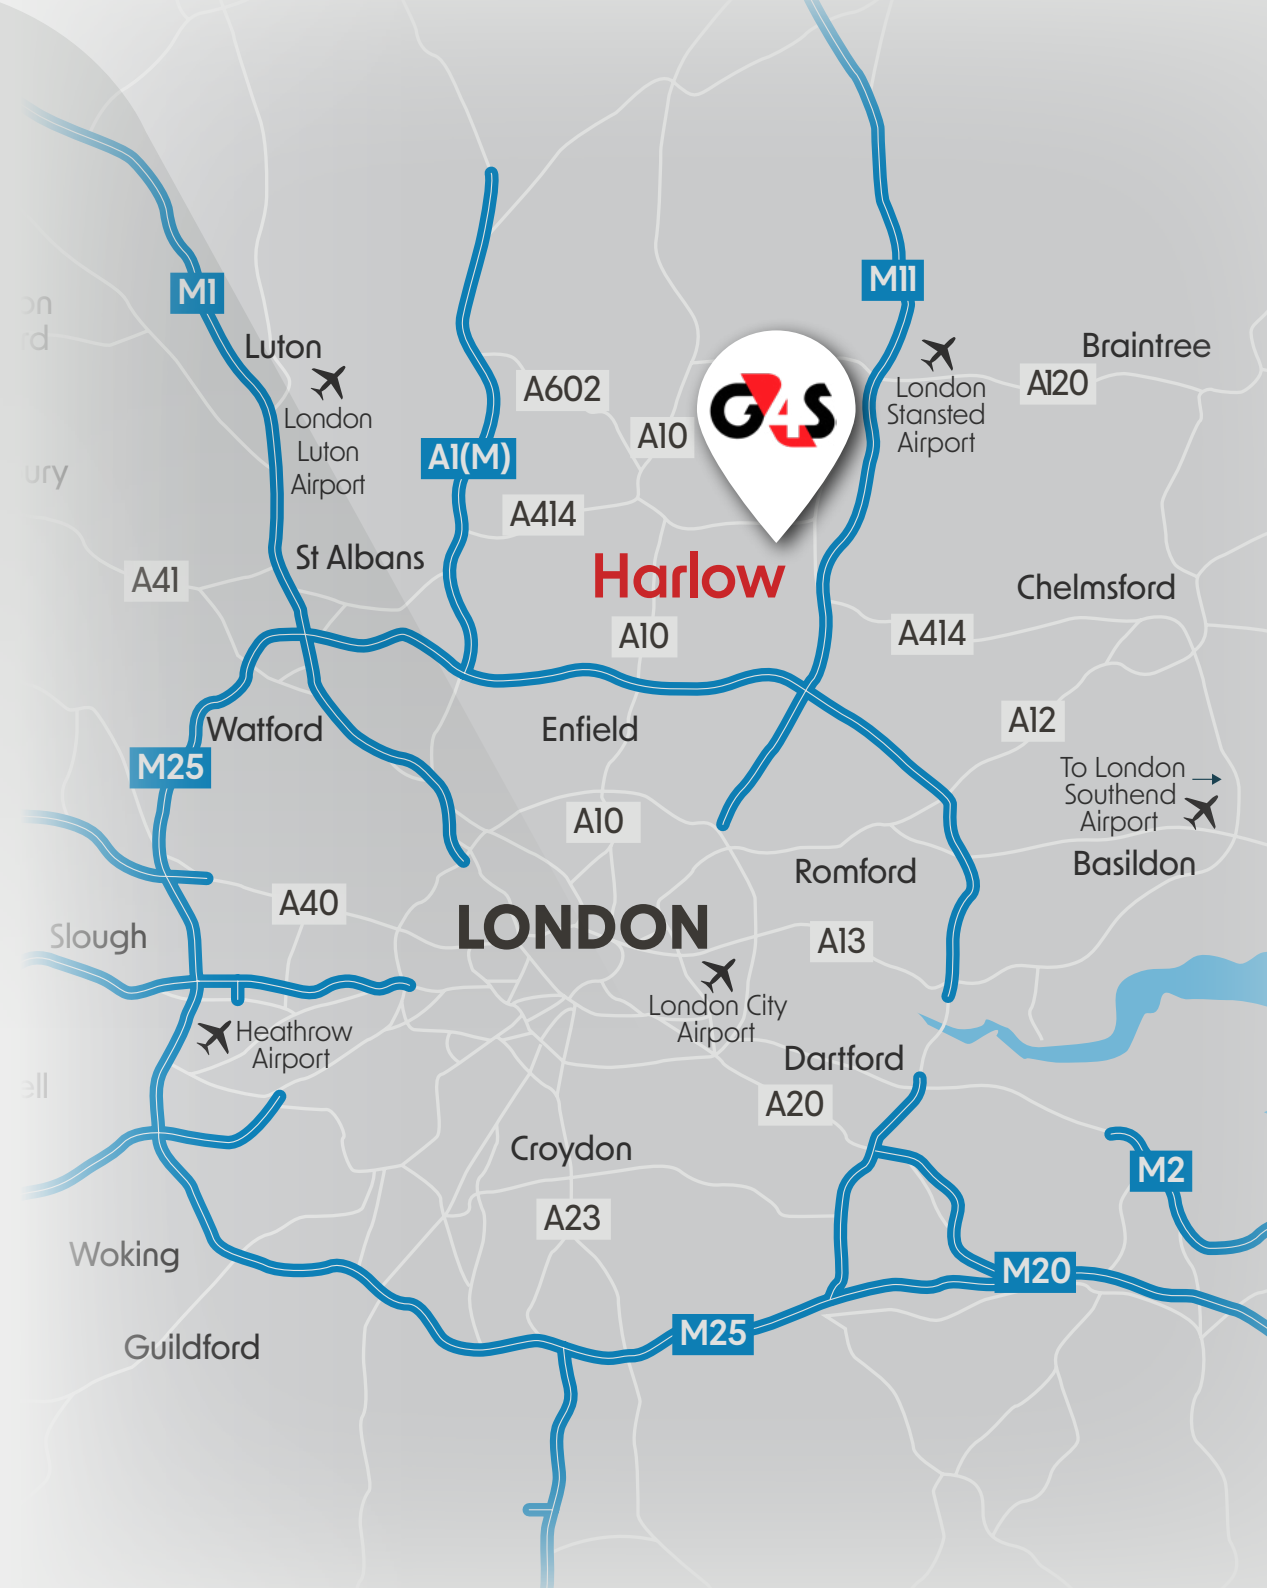 M1
M11
Luton
Braintree
London
Luton
Airport
A602
G4S
London
Stansted
Airport
A120
A10
A1(M)
A414
St Albans
A41
Harlow
Chelmsford
A10
A414
Watford
Enfield
A12
M25
To London
Southend
Airport
A10
Romford
Basildon
A40
LONDON
Slough
A13
London City
Airport
Heathrow
Airport
Dartford
A20
Croydon
M2
A23
Woking
M20
M25
Guildford